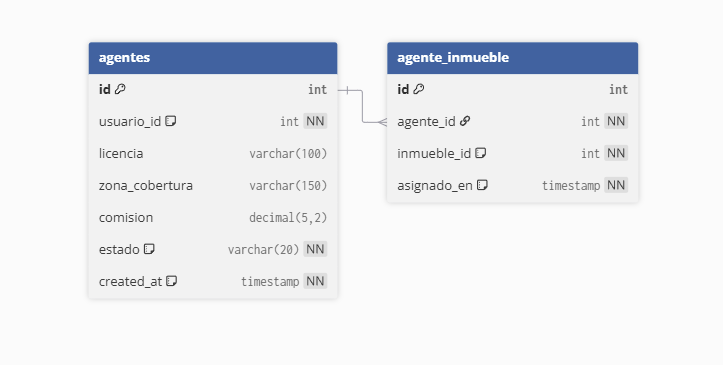 agentes
id int
usuario_id int NN
licencia varchar(100)
zona_cobertura varchar(150)
comision decimal(5,2)
estado varchar(20) NN
created_at timestamp NN
agente_inmueble
id int
agente_id int NN
inmueble_id int NN
asignado_en timestamp NN